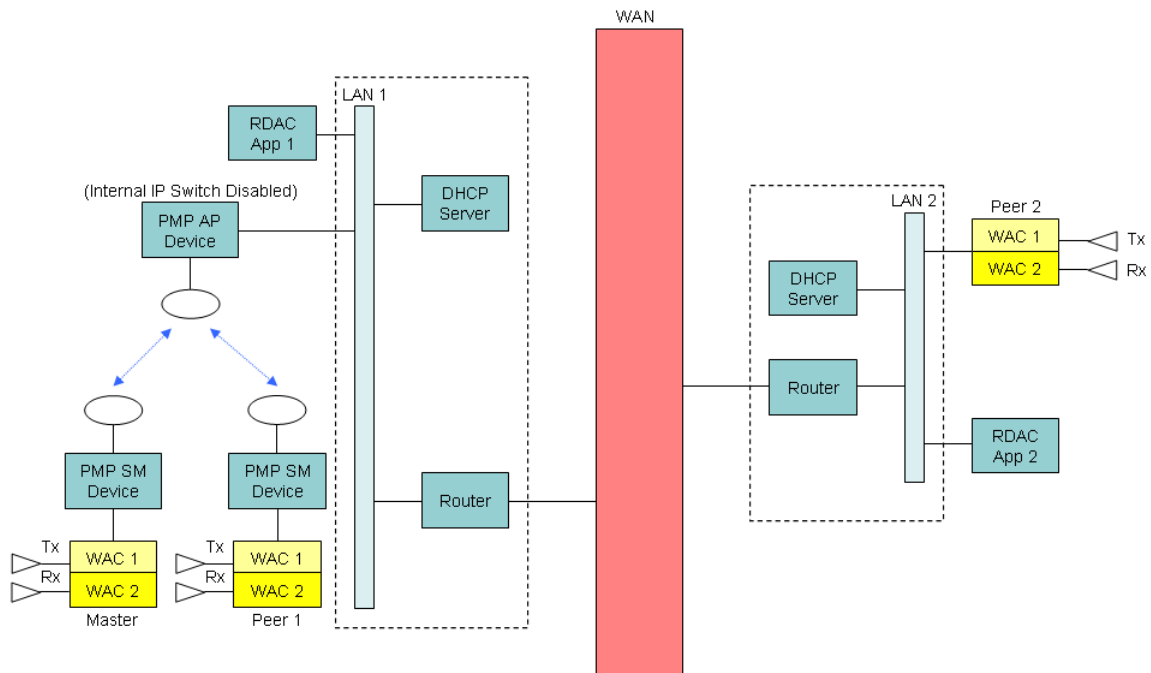 WAN
LAN 1
RDAC
App 1
(Internal IP Switch Disabled)
PMP AP
Device
DHCP
Server
PMP SM
Device
PMP SM
Device
Router
Tx
WAC 1
Rx
WAC 2
Master
Tx
WAC 1
Rx
WAC 2
Peer 1
LAN 2
Peer 2
WAC 1
Tx
WAC 2
Rx
DHCP
Server
Router
RDAC
App 2